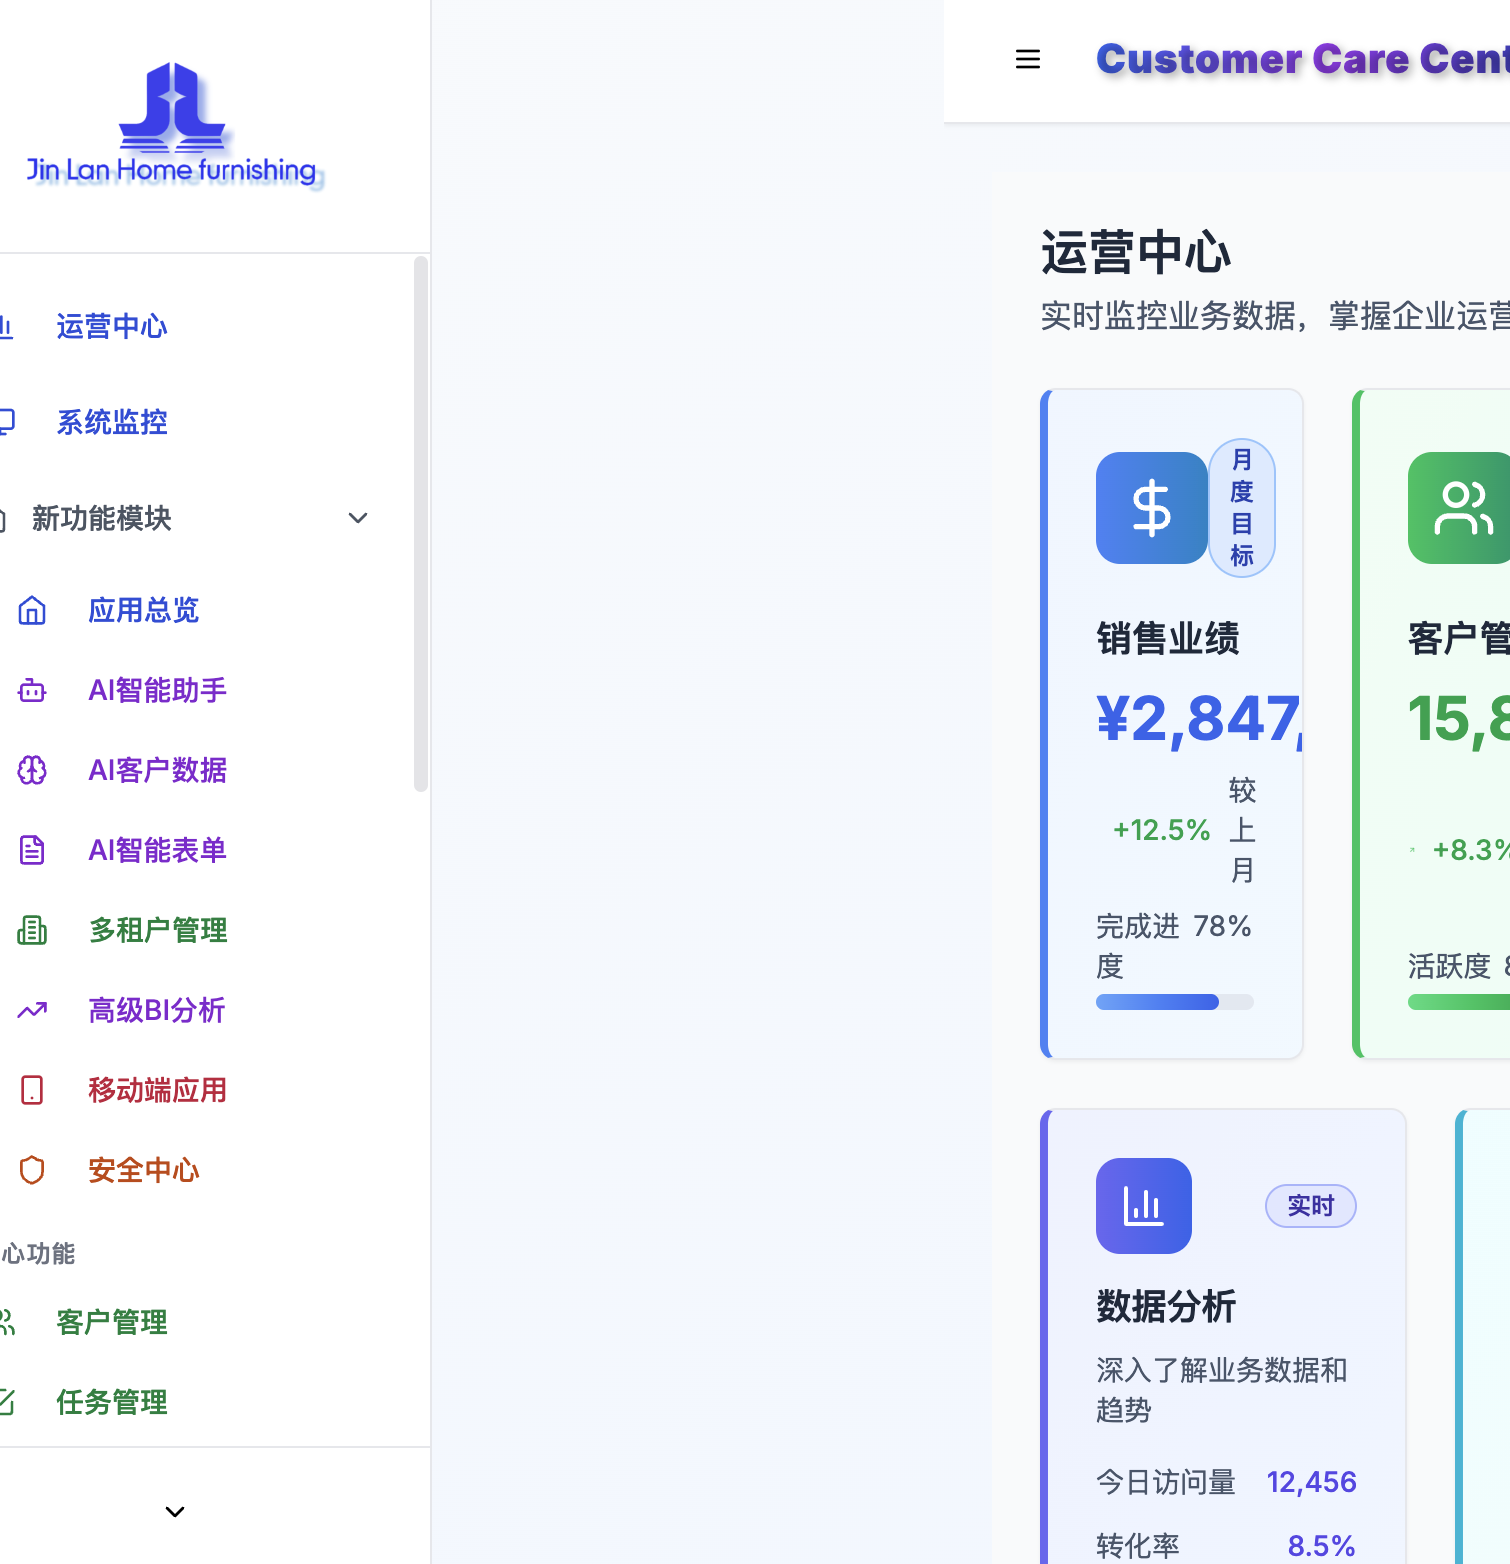 Jin Lan Home furnishing
运营中心
系统监控
新功能模块
应用总览
AI智能助手
AI客户数据
AI智能表单
多租户管理
高级BI分析
移动端应用
安全中心
心功能
客户管理
任务管理
Customer Care Cent
运营中心
实时监控业务数据，掌握企业运营
月
度
目
标
销售业绩
¥2,847,
+12.5%
较
上
月
完成进 78%
度
客户管
15,8
+8.3%
活跃度 8
实时
数据分析
深入了解业务数据和
趋势
今日访问量 12,456
转化率 8.5%